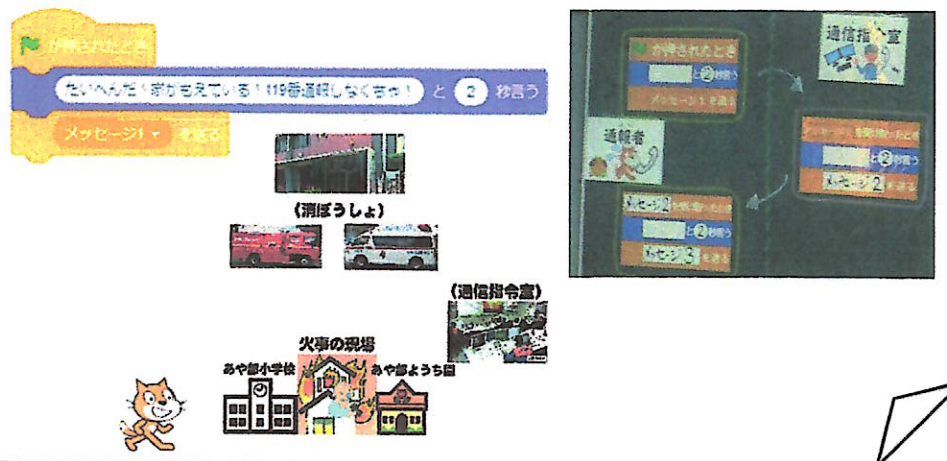 が押されたとき
たいへんだ!家がもえている!119番通報しなくちゃ! と 2 秒言う
メッセージ1 を送る
(消ぼうしょ)
(通信指令室)
火事の現場
あや部小学校
あや部ようち園
が押されたとき
と2秒言う
メッセージ1を送る
通信指令室
通報者
メッセージ1を受け取ったとき
と2秒言う
メッセージ2を送る
メッセージ2を受け取ったとき
と2秒言う
メッセージ3を送る